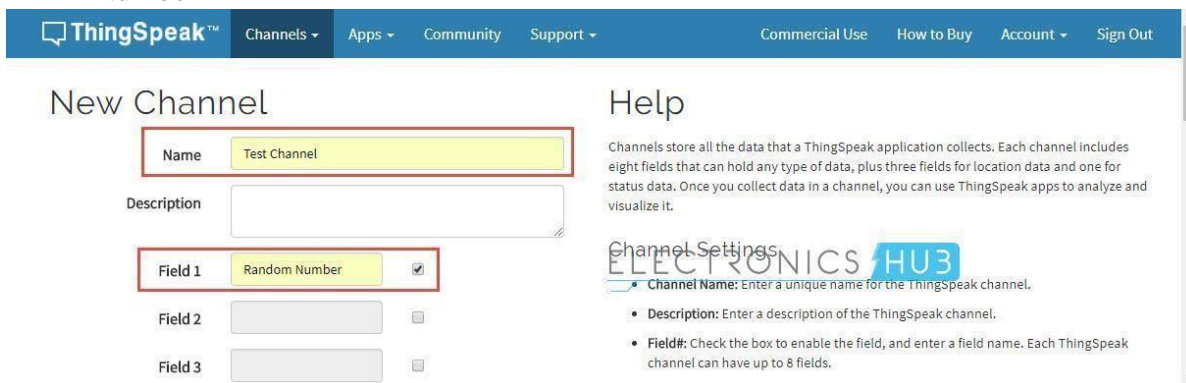 ThingSpeak™ Channels Apps Community Support Commercial Use How to Buy Account Sign Out
New Channel
Name Test Channel
Description
Field 1 Random Number
Field 2
Field 3
Help
Channels store all the data that a ThingSpeak application collects. Each channel includes
eight fields that can hold any type of data, plus three fields for location data and one for
status data. Once you collect data in a channel, you can use ThingSpeak apps to analyze and
visualize it.
Channel Settings
ELECTRONICS HUB
• Channel Name: Enter a unique name for the ThingSpeak channel.
• Description: Enter a description of the ThingSpeak channel.
• Field#: Check the box to enable the field, and enter a field name. Each ThingSpeak
channel can have up to 8 fields.